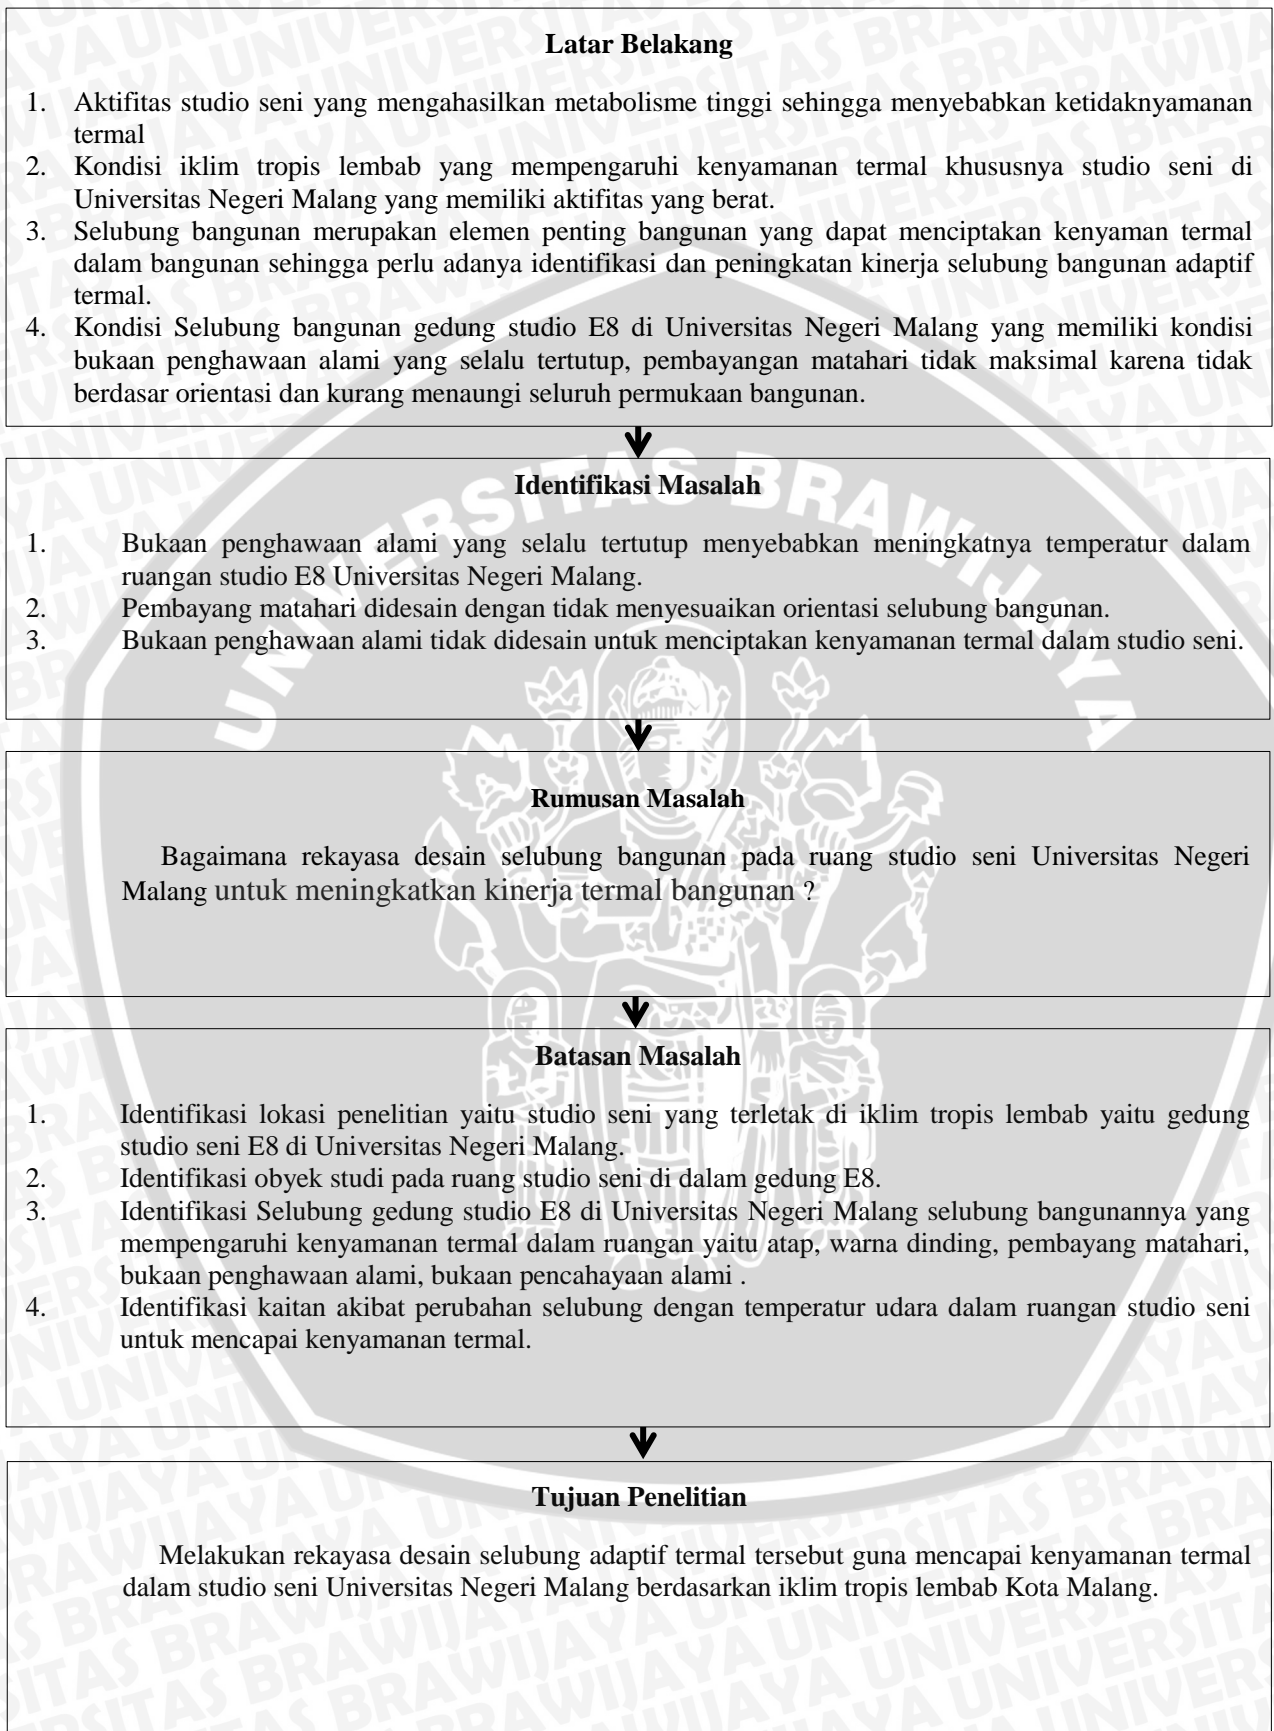 Latar Belakang
1. Aktifitas studio seni yang mengahasilkan metabolisme tinggi sehingga menyebabkan ketidaknyamanan
termal
2. Kondisi iklim tropis lembab yang mempengaruhi kenyamanan termal khususnya studio seni di
Universitas Negeri Malang yang memiliki aktifitas yang berat.
3. Selubung bangunan merupakan elemen penting bangunan yang dapat menciptakan kenyaman termal
dalam bangunan sehingga perlu adanya identifikasi dan peningkatan kinerja selubung bangunan adaptif
termal.
4. Kondisi Selubung bangunan gedung studio E8 di Universitas Negeri Malang yang memiliki kondisi
bukaan penghawaan alami yang selalu tertutup, pembayangan matahari tidak maksimal karena tidak
berdasar orientasi dan kurang menaungi seluruh permukaan bangunan.
Identifikasi Masalah
1. Bukaan penghawaan alami yang selalu tertutup menyebabkan meningkatnya temperatur dalam
ruangan studio E8 Universitas Negeri Malang.
2. Pembayang matahari didesain dengan tidak menyesuaikan orientasi selubung bangunan.
3. Bukaan penghawaan alami tidak didesain untuk menciptakan kenyamanan termal dalam studio seni.
UNIVERSITAS BRAWIJAYA
Rumusan Masalah
Bagaimana rekayasa desain selubung bangunan pada ruang studio seni Universitas Negeri
Malang untuk meningkatkan kinerja termal bangunan ?
Batasan Masalah
1. Identifikasi lokasi penelitian yaitu studio seni yang terletak di iklim tropis lembab yaitu gedung
studio seni E8 di Universitas Negeri Malang.
2. Identifikasi obyek studi pada ruang studio seni di dalam gedung E8.
3. Identifikasi Selubung gedung studio E8 di Universitas Negeri Malang selubung bangunannya yang
mempengaruhi kenyamanan termal dalam ruangan yaitu atap, warna dinding, pembayang matahari,
bukaan penghawaan alami, bukaan pencahayaan alami .
4. Identifikasi kaitan akibat perubahan selubung dengan temperatur udara dalam ruangan studio seni
untuk mencapai kenyamanan termal.
Tujuan Penelitian
Melakukan rekayasa desain selubung adaptif termal tersebut guna mencapai kenyamanan termal
dalam studio seni Universitas Negeri Malang berdasarkan iklim tropis lembab Kota Malang.